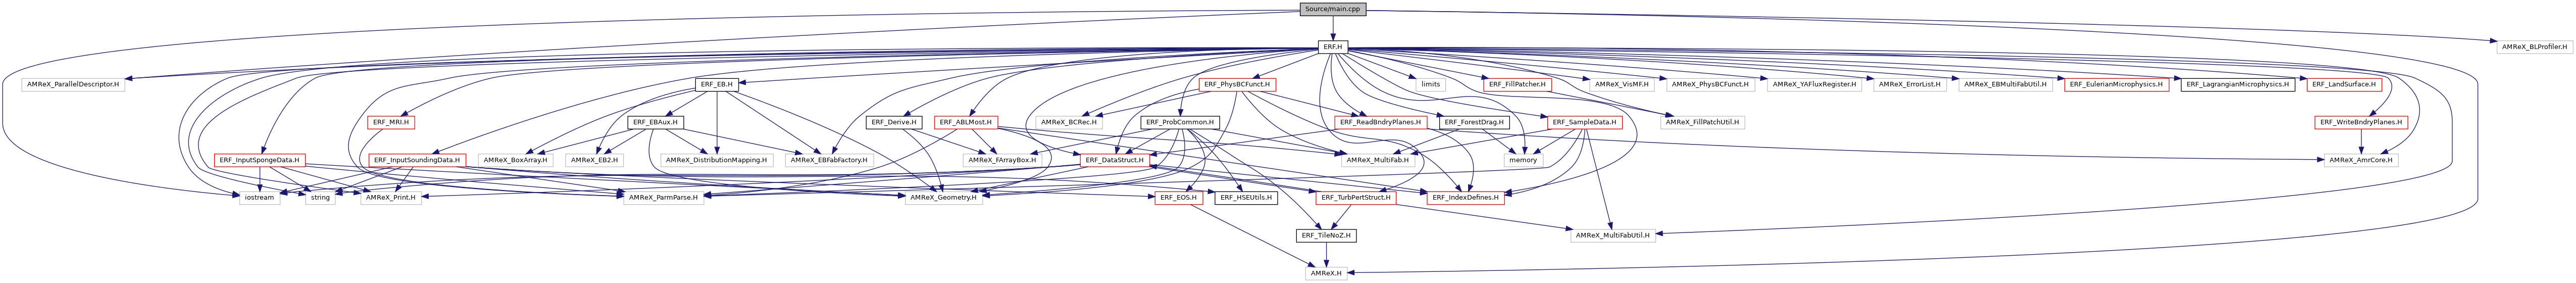 Source/main.cpp
ERF.H
AMReX_BLProfiler.H
AMReX_ParallelDescriptor.H
ERF_EB.H
ERF_PhysBCFunct.H
limits
ERF_FillPatcher.H
AMReX_VisMF.H
AMReX_PhysBCFunct.H
AMReX_YAFluxRegister.H
AMReX_ErrorList.H
AMReX_EBMultiFabUtil.H
ERF_EulerianMicrophysics.H
ERF_LagrangianMicrophysics.H
ERF_LandSurface.H
ERF_MRI.H
ERF_EBAux.H
ERF_Derive.H
ERF_ABLMost.H
AMReX_BCRec.H
ERF_ProbCommon.H
ERF_ReadBndryPlanes.H
ERF_ForestDrag.H
ERF_SampleData.H
AMReX_FillPatchUtil.H
ERF_WriteBndryPlanes.H
ERF_InputSpongeData.H
ERF_InputSoundingData.H
AMReX_BoxArray.H
AMReX_EB2.H
AMReX_DistributionMapping.H
AMReX_EBFabFactory.H
AMReX_FArrayBox.H
ERF_DataStruct.H
AMReX_MultiFab.H
memory
AMReX_AmrCore.H
iostream
string
AMReX_Print.H
AMReX_ParmParse.H
AMReX_Geometry.H
ERF_EOS.H
ERF_HSEUtils.H
ERF_TurbPertStruct.H
ERF_IndexDefines.H
ERF_TileNoZ.H
AMReX_MultiFabUtil.H
AMReX.H